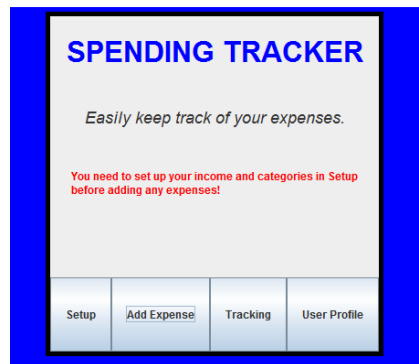 SPENDING TRACKER
Easily keep track of your expenses.
You need to set up your income and categories in Setup
before adding any expenses!
Setup
Add Expense
Tracking
User Profile